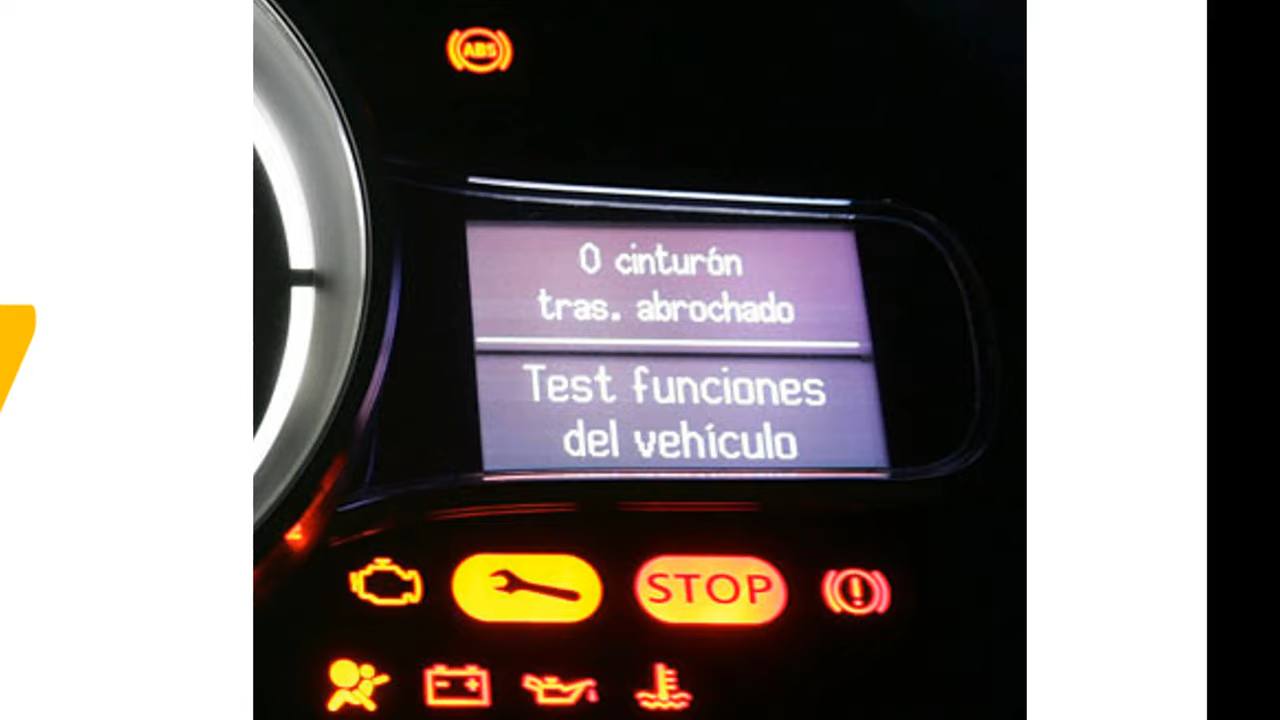 ABS
0 cinturón
tras. abrochado
Test funciones
del vehículo
STOP